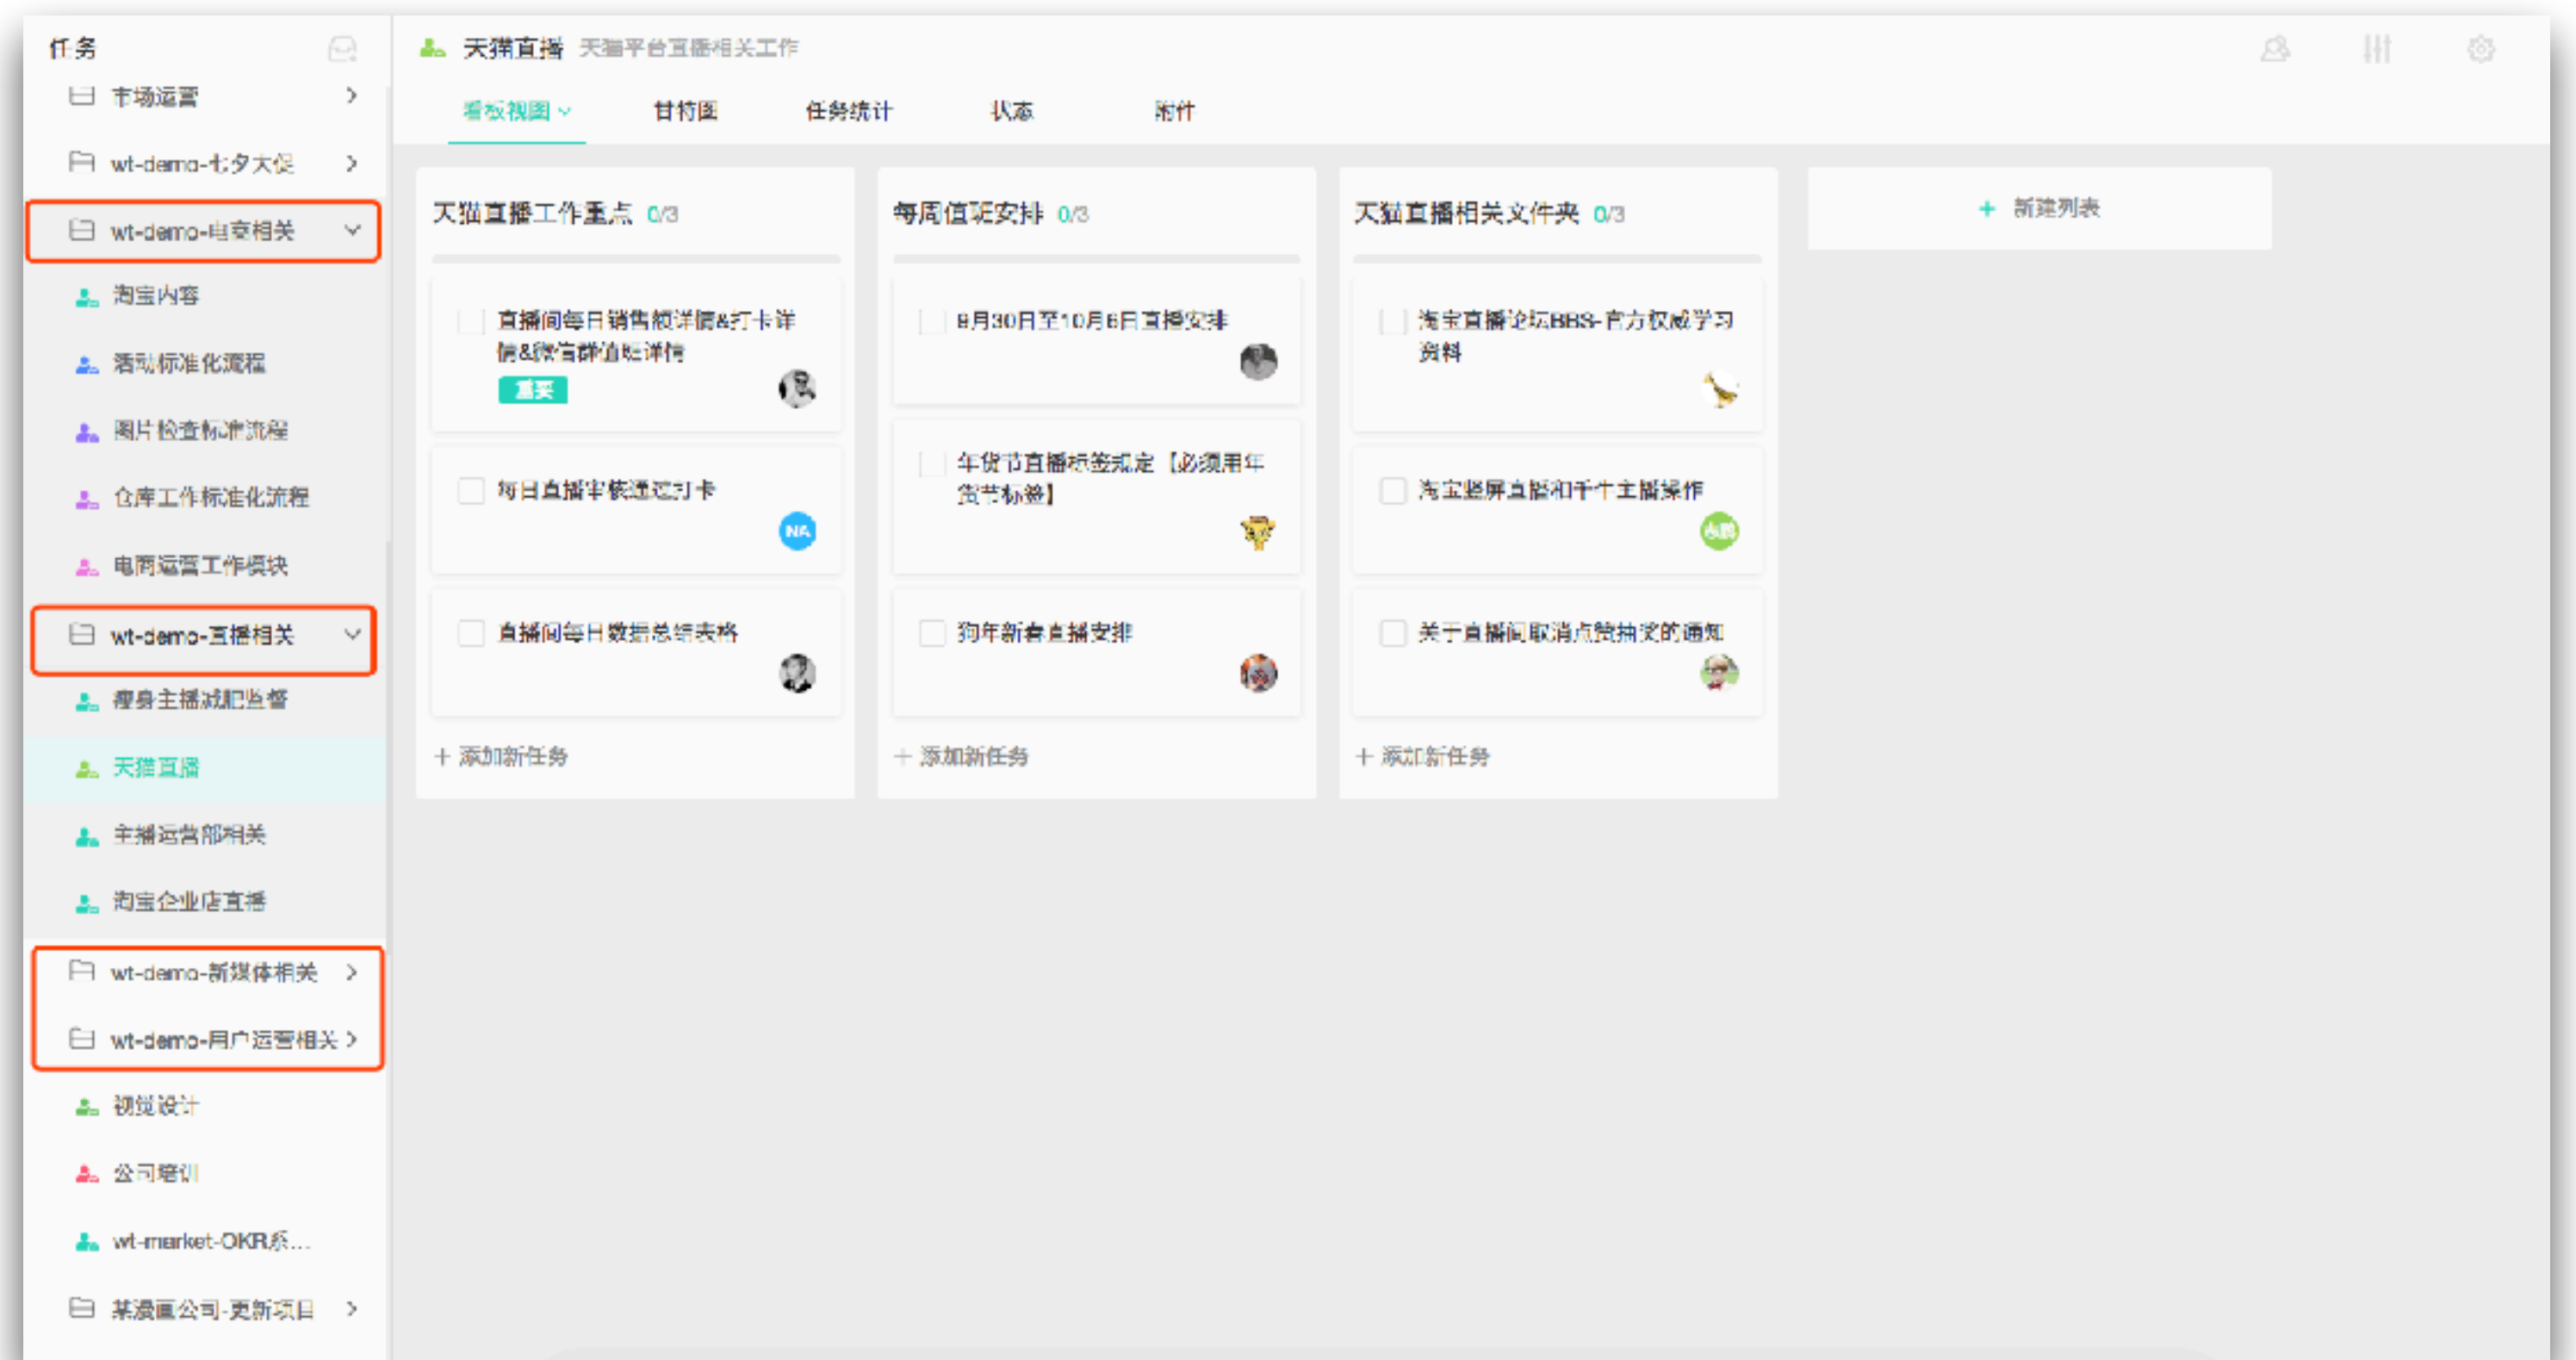 任务
市场运营
wt-demo-七夕大促
wt-demo-电商相关
淘宝内容
活动标准化流程
图片检查标准流程
仓库工作标准化流程
电商运营工作模块
wt-demo-直播相关
瘦身主播减肥监督
天猫直播
主播运营部相关
淘宝企业店直播
wt-demo-新媒体相关
wt-demo-用户运营相关
视觉设计
公司培训
wt-market-OKR系...
某漫画公司-更新项目
天猫直播 天猫平台直播相关工作
看板视图 甘特图 任务统计 状态 附件
天猫直播工作重点 0/3
直播间每日销售额详情&打卡详
情&微信群值班详情
重要
每日直播审核通过打卡
NA
直播间每日数据总结表格
+ 添加新任务
每周值班安排 0/3
9月30日至10月6日直播安排
年货节直播标签规定【必须用年
货节标签】
狗年新春直播安排
+ 添加新任务
天猫直播相关文件夹 0/3
淘宝直播论坛BBS-官方权威学习
资料
淘宝竖屏直播和千牛主播操作
志鹏
关于直播间取消点赞抽奖的通知
+ 添加新任务
+ 新建列表